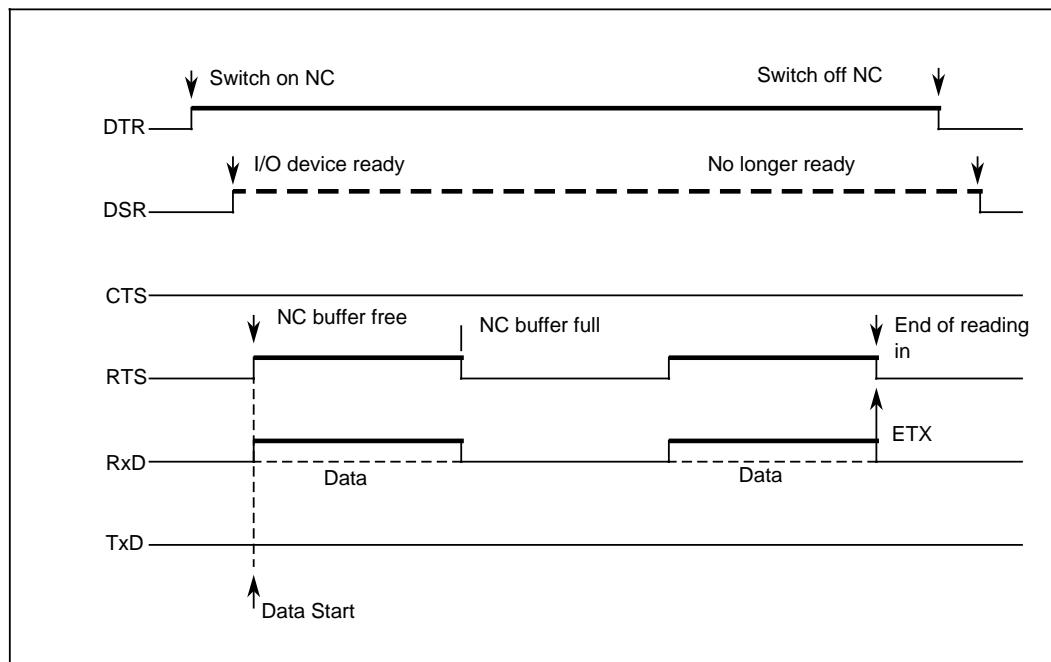 Switch on NC
Switch off NC
DTR
I/O device ready
No longer ready
DSR
CTS
NC buffer free
NC buffer full
End of reading
in
RTS
ETX
RxD
Data
Data
TxD
Data Start